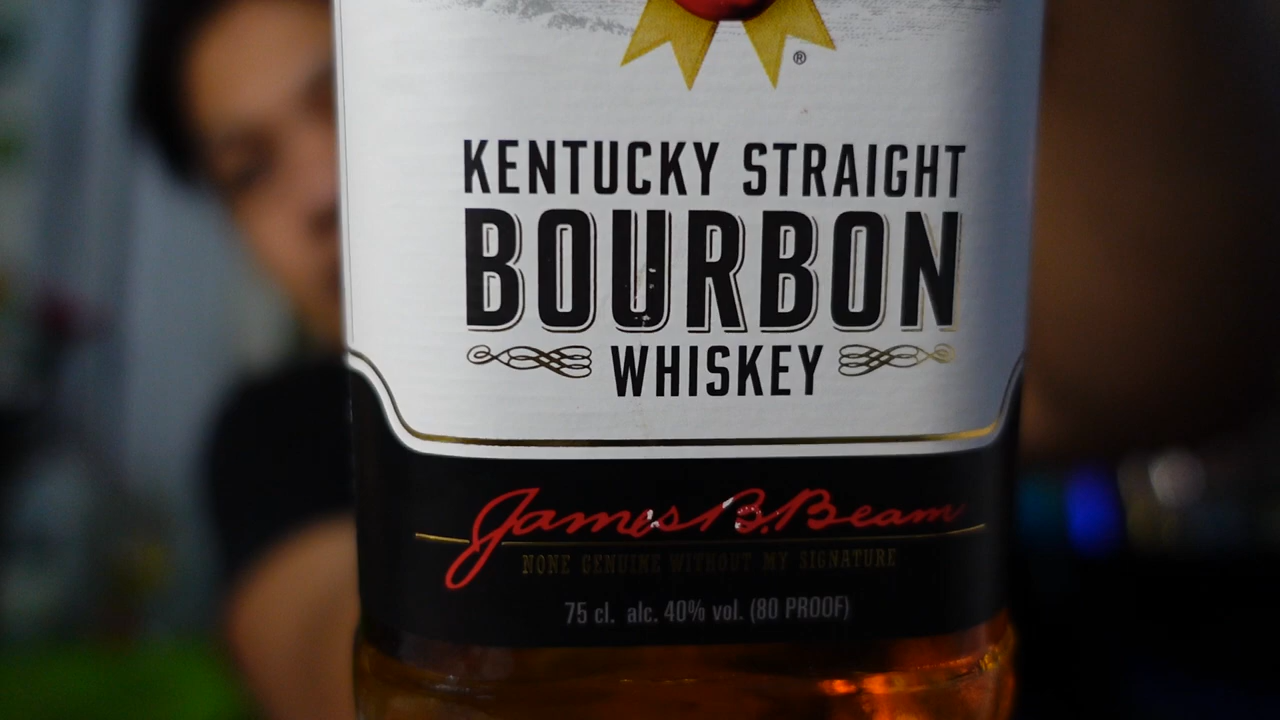 ®
KENTUCKY STRAIGHT
BOURBON
WHISKEY
James B. Beam
NONE GENUINE WITHOUT MY SIGNATURE
75 cl. alc. 40% vol. (80 PROOF)